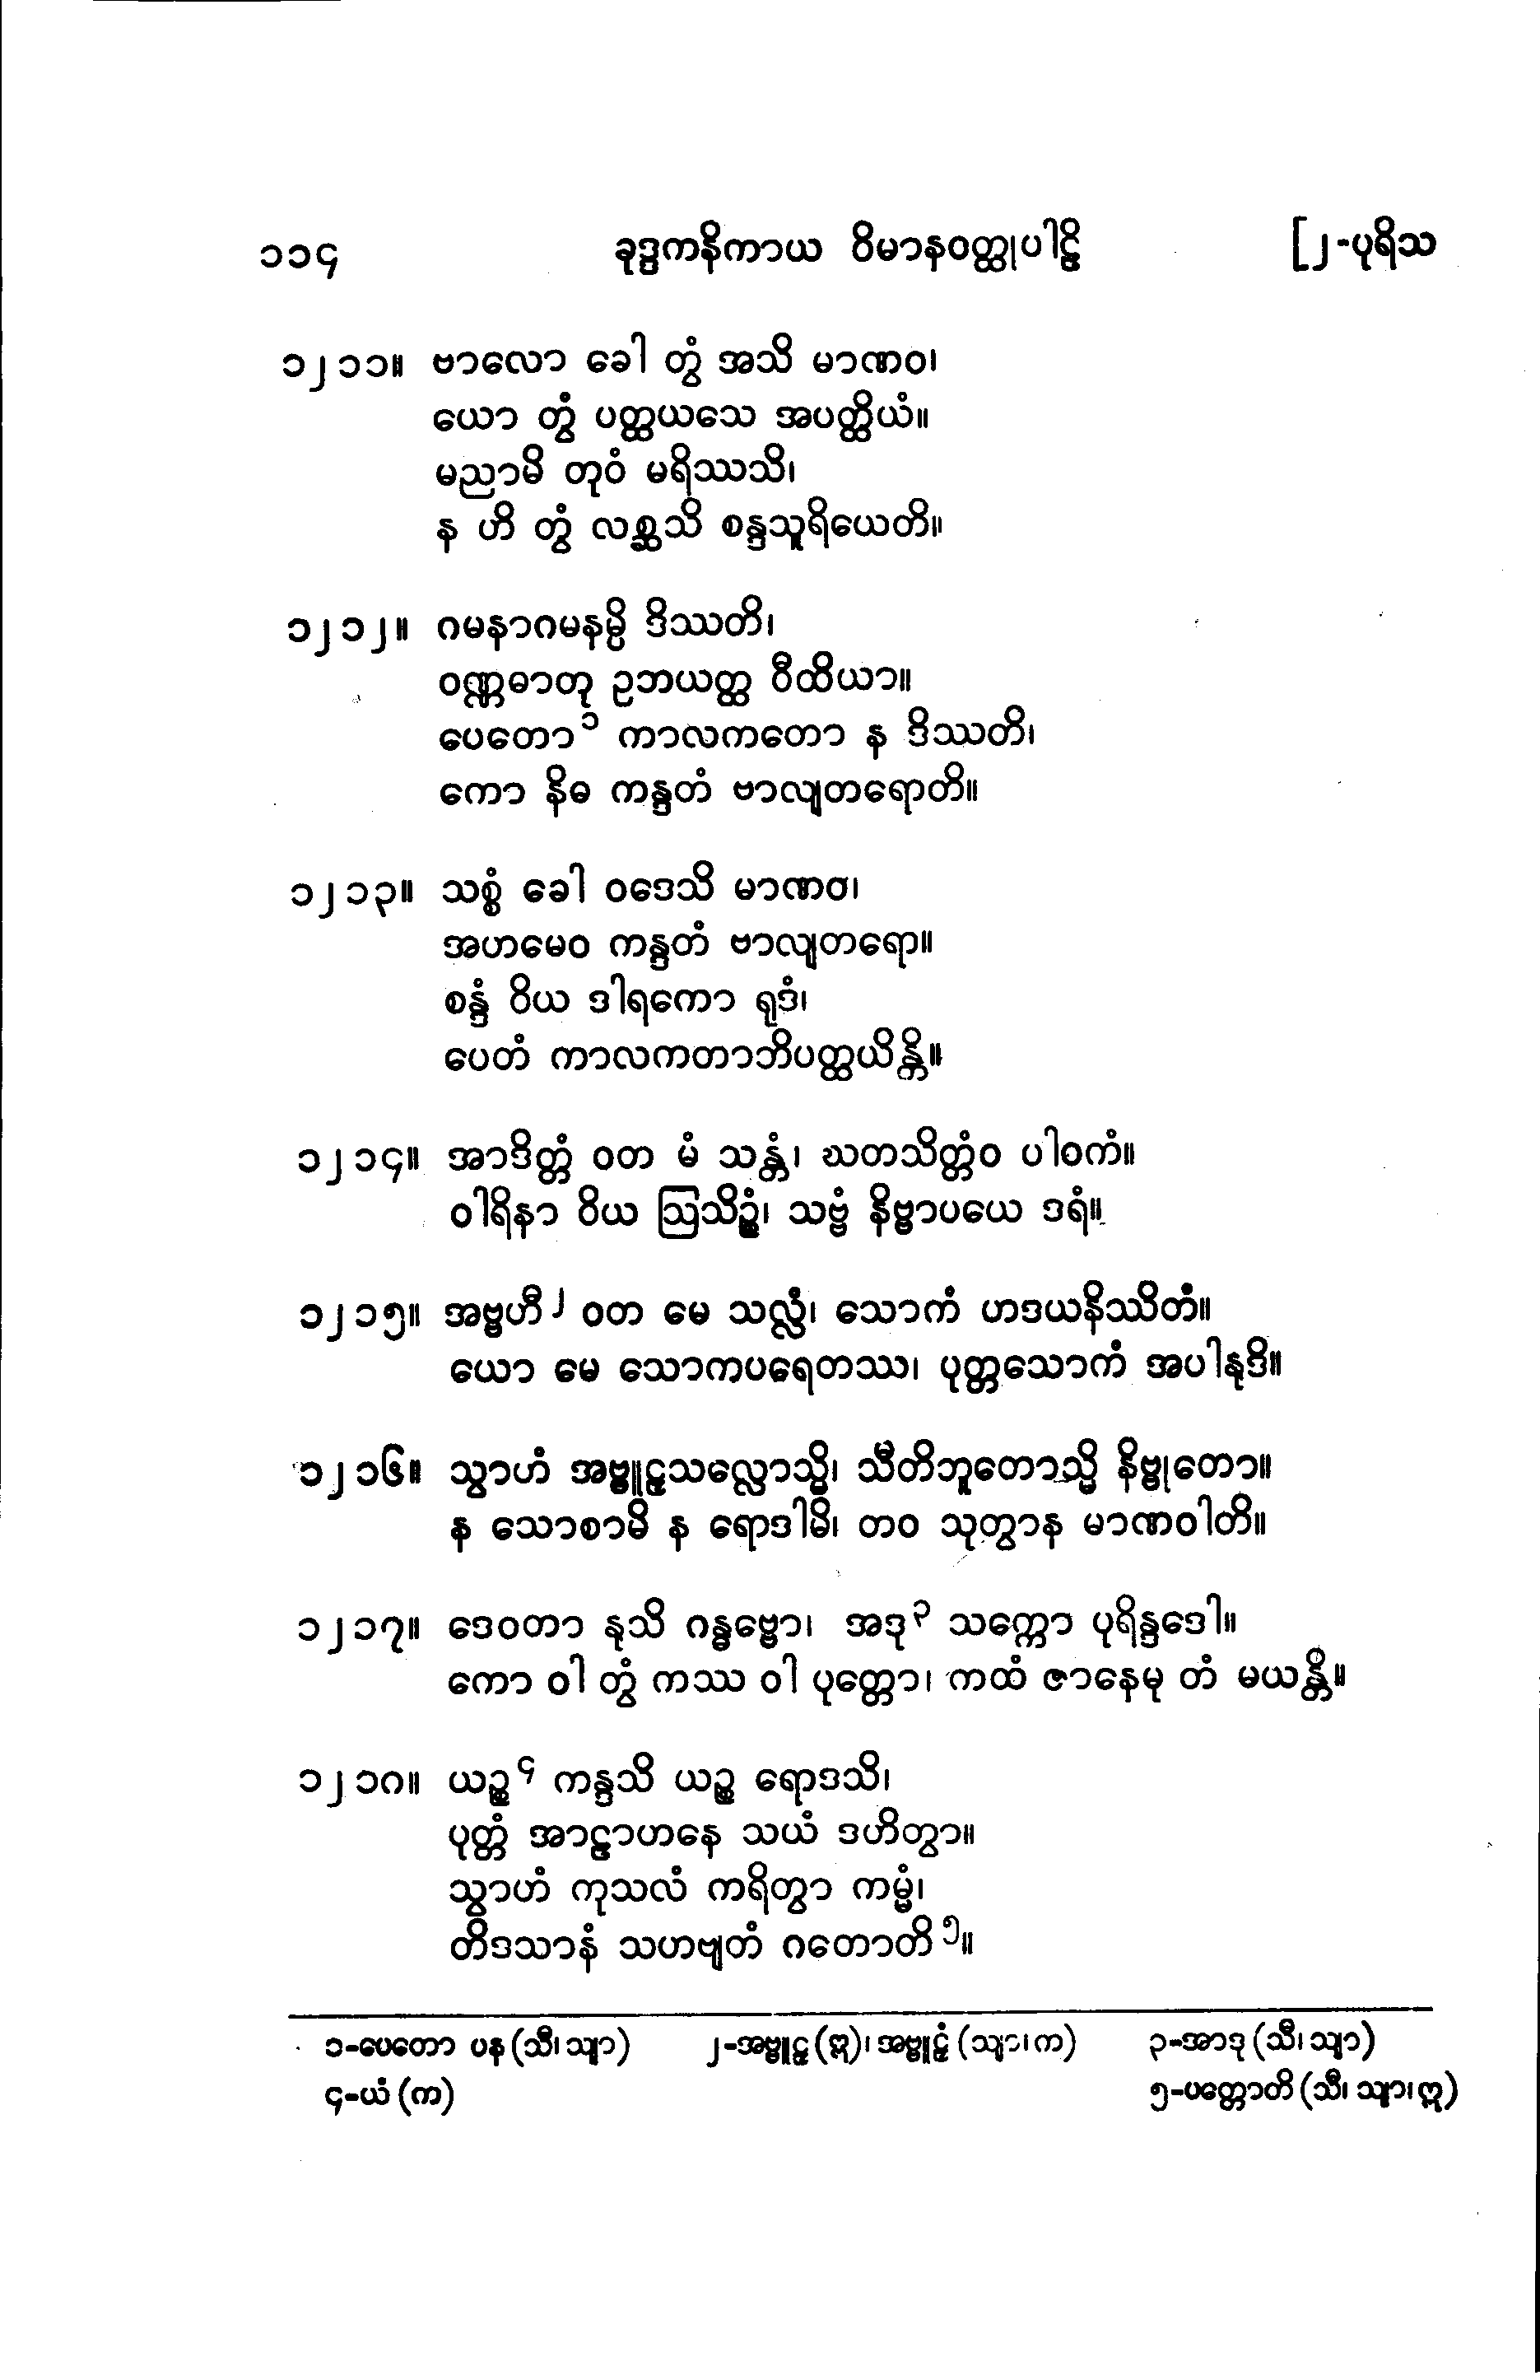 ၁၁၄ ခုဒ္ဒကနိကာယ ဝိမာနဝတ္ထုပါဠိ [၂-ပုရိသ
၁၂၁၁။ ဗာလော ခေါ တွံ အသိ မာဏဝ၊
ယော တွံ ပတ္ထယသေ အပတ္ထိယံ။
မညာမိ တုဝံ မရိဿသိ၊
န ဟိ တွံ လစ္ဆသိ စန္ဒသူရိယေတိ။
၁၂၁၂။ ဂမနာဂမနမ္ပိ ဒိဿတိ၊
ဝဏ္ဏဓာတု ဥဘယတ္ထ ဝီထိယာ။
ပေတော၁ ကာလကတော န ဒိဿတိ၊
ကော နိဓ ကန္ဒတံ ဗာလျတရောတိ။
၁၂၁၃။ သစ္စံ ခေါ ဝဒေသိ မာဏဝ၊
အဟမေဝ ကန္ဒတံ ဗာလျတရော။
စန္ဒံ ဝိယ ဒါရကော ရုဒံ၊
ပေတံ ကာလကတာဘိပတ္ထယိန္တိ။
၁၂၁၄။ အာဒိတ္တံ ဝတ မံ သန္တံ၊ ဃတသိတ္တံဝ ပါဝကံ။
ဝါရိနာ ဝိယ ဩသိဉ္စံ၊ သဗ္ဗံ နိဗ္ဗာပယေ ဒရံ။
၁၂၁၅။ အဗ္ဗဟီ၂ ဝတ မေ သလ္လံ၊ သောကံ ဟဒယနိဿိတံ။
ယော မေ သောကပရေတဿ၊ ပုတ္တသောကံ အပါနုဒိ။
၁၂၁၆။ သွာဟံ အဗ္ဗူဠှသလ္လောသ္မိ၊ သီတိဘူတောသ္မိ နိဗ္ဗုတော။
န သောစာမိ န ရောဒါမိ၊ တဝ သုတွာန မာဏဝါတိ။
၁၂၁၇။ ဒေဝတာ နုသိ ဂန္ဓဗ္ဗော၊ အဒု၃ သက္ကော ပုရိန္ဒဒေါ။
ကော ဝါ တွံ ကဿ ဝါ ပုတ္တော၊ ကထံ ဇာနေမု တံ မယန္တိ။
၁၂၁၈။ ယဉ္စ၄ ကန္ဒသိ ယဉ္စ ရောဒသိ၊
ပုတ္တံ အာဠာဟနေ သယံ ဒဟိတွာ။
သွာဟံ ကုသလံ ကရိတွာ ကမ္မံ၊
တိဒသာနံ သဟဗျတံ ဂတောတိ၅။
၁-ပေတော ပန (သီ၊ သျာ) ၂-အဗ္ဗူဠှ (ဣ)၊ အဗ္ဗူဠှံ (သျာ၊ က) ၃-အာဒု (သီ၊ သျာ)
၄-ယံ (က) ၅-ပတ္တောတိ (သီ၊ သျာ၊ ဣ)